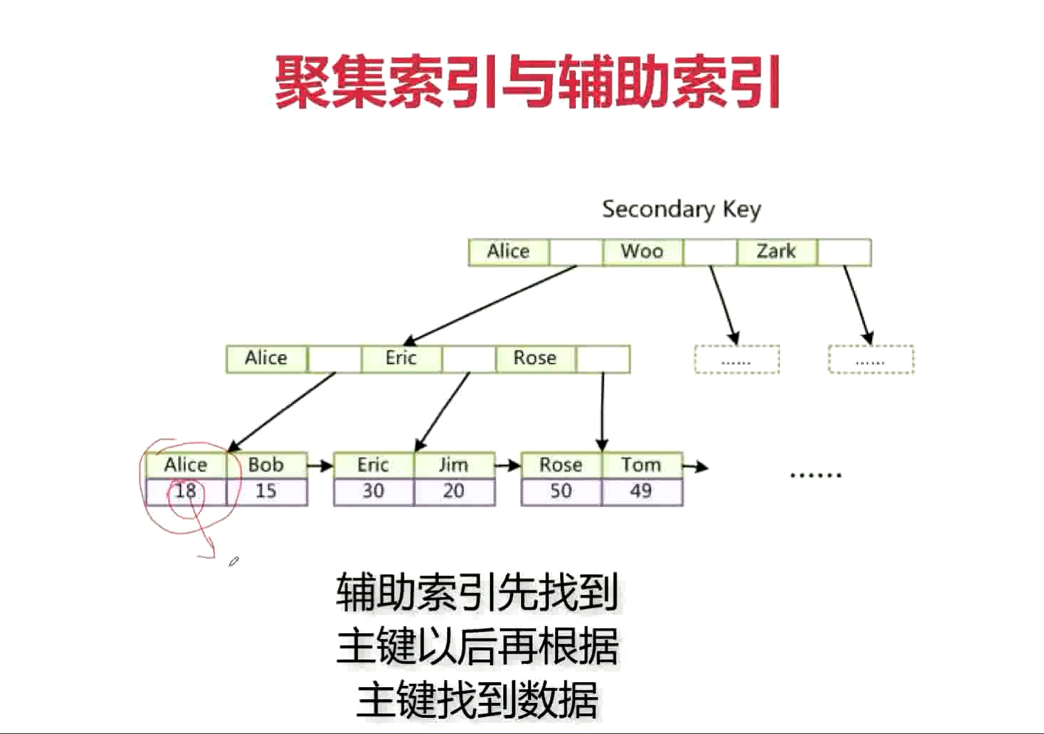 聚集索引与辅助索引
Secondary Key
Alice Woo Zark
Alice Eric Rose ...... ......
Alice Bob Eric Jim Rose Tom
18 15 30 20 50 49
......
辅助索引先找到
主键以后再根据
主键找到数据